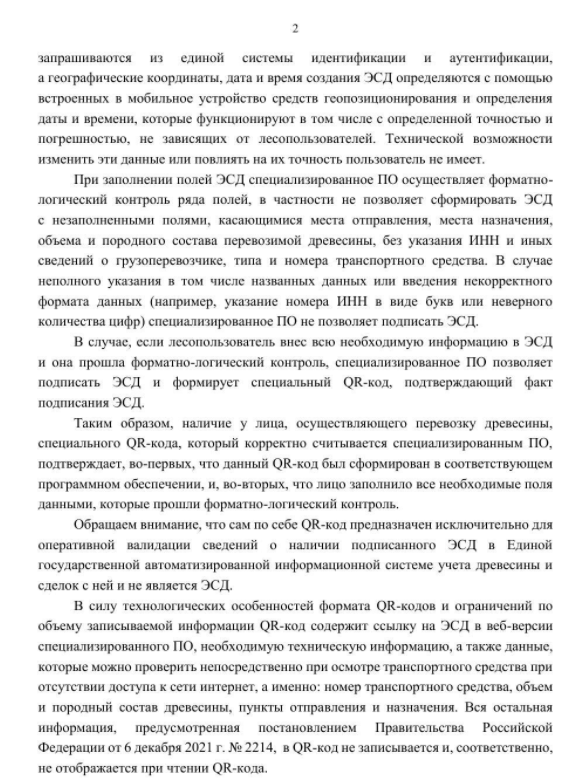 2
запрашиваются из единой системы идентификации и аутентификации,
а географические координаты, дата и время создания ЭСД определяются с помощью
встроенных в мобильное устройство средств геопозиционирования и определения
даты и времени, которые функционируют в том числе с определенной точностью и
погрешностью, не зависящих от лесопользователей. Технической возможности
изменить эти данные или повлиять на их точность пользователь не имеет.
При заполнении полей ЭСД специализированное ПО осуществляет форматно-
логический контроль ряда полей, в частности не позволяет сформировать ЭСД
с незаполненными полями, касающимися места отправления, места назначения,
объема и породного состава перевозимой древесины, без указания ИНН и иных
сведений о грузоперевозчике, типа и номера транспортного средства. В случае
неполного указания в том числе названных данных или введения некорректного
формата данных (например, указание номера ИНН в виде букв или неверного
количества цифр) специализированное ПО не позволяет подписать ЭСД.
В случае, если лесопользователь внес всю необходимую информацию в ЭСД
и она прошла форматно-логический контроль, специализированное ПО позволяет
подписать ЭСД и формирует специальный QR-код, подтверждающий факт
подписания ЭСД.
Таким образом, наличие у лица, осуществляющего перевозку древесины,
специального QR-кода, который корректно считывается специализированным ПО,
подтверждает, во-первых, что данный QR-код был сформирован в соответствующем
программном обеспечении, и, во-вторых, что лицо заполнило все необходимые поля
данными, которые прошли форматно-логический контроль.
Обращаем внимание, что сам по себе QR-код предназначен исключительно для
оперативной валидации сведений о наличии подписанного ЭСД в Единой
государственной автоматизированной информационной системе учета древесины и
сделок с ней и не является ЭСД.
В силу технологических особенностей формата QR-кодов и ограничений по
объему записываемой информации QR-код содержит ссылку на ЭСД в веб-версии
специализированного ПО, необходимую техническую информацию, а также данные,
которые можно проверить непосредственно при осмотре транспортного средства при
отсутствии доступа к сети интернет, а именно: номер транспортного средства, объем
и породный состав древесины, пункты отправления и назначения. Вся остальная
информация, предусмотренная постановлением Правительства Российской
Федерации от 6 декабря 2021 г. № 2214, в QR-код не записывается и, соответственно,
не отображается при чтении QR-кода.